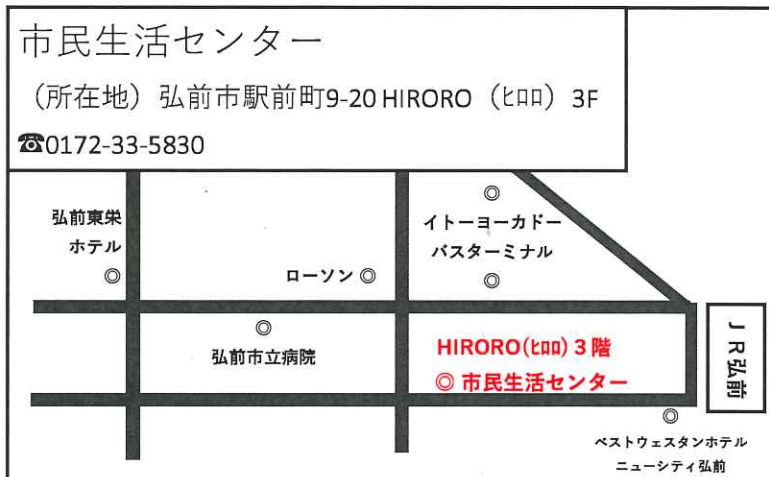 市民生活センター
（所在地）弘前市駅前町9-20 HIRORO（ヒロロ）3F
☎0172-33-5830
弘前東栄
ホテル
◎
ローソン ◎
◎
イトーヨーカドー
バスターミナル
◎
◎
弘前市立病院
HIRORO(ヒロロ)３階
◎ 市民生活センター
ＪＲ弘前
◎
ベストウェスタンホテル
ニューシティ弘前